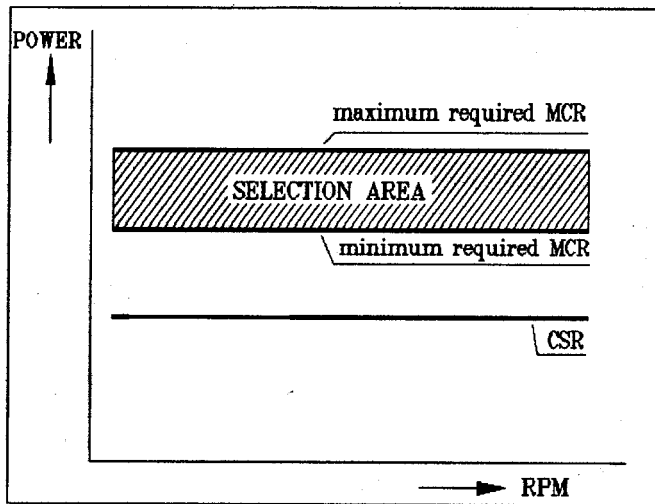 POWER
maximum required MCR
SELECTION AREA
minimum required MCR
CSR
RPM